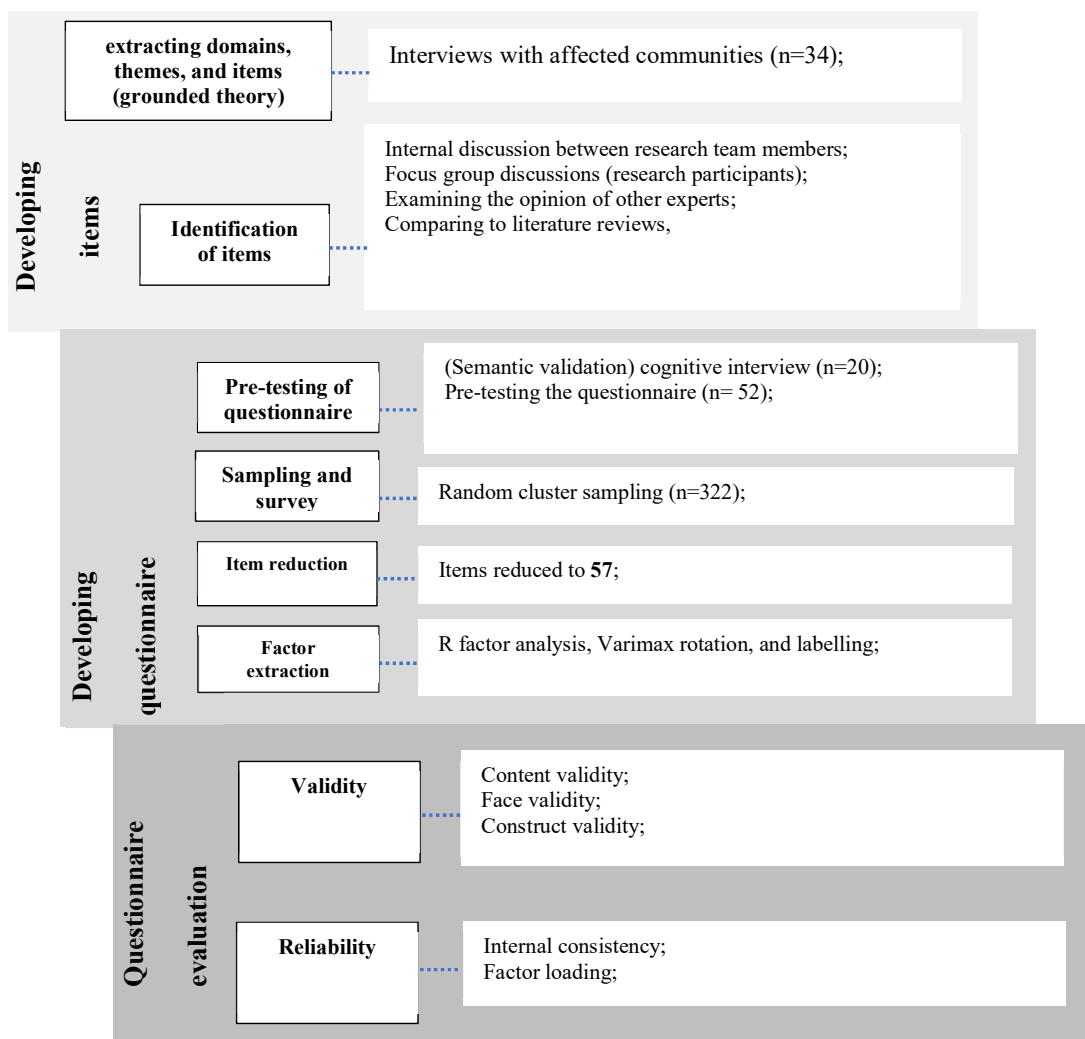 extracting domains,
themes, and items
(grounded theory)
Interviews with affected communities (n=34);
Developing
items
Identification
of items
Internal discussion between research team members;
Focus group discussions (research participants);
Examining the opinion of other experts;
Comparing to literature reviews,
Developing
questionnaire
Pre-testing of
questionnaire
(Semantic validation) cognitive interview (n=20);
Pre-testing the questionnaire (n= 52);
Sampling and
survey
Random cluster sampling (n=322);
Item reduction
Items reduced to 57;
Factor
extraction
R factor analysis, Varimax rotation, and labelling;
Questionnaire
evaluation
Validity
Content validity;
Face validity;
Construct validity;
Reliability
Internal consistency;
Factor loading;